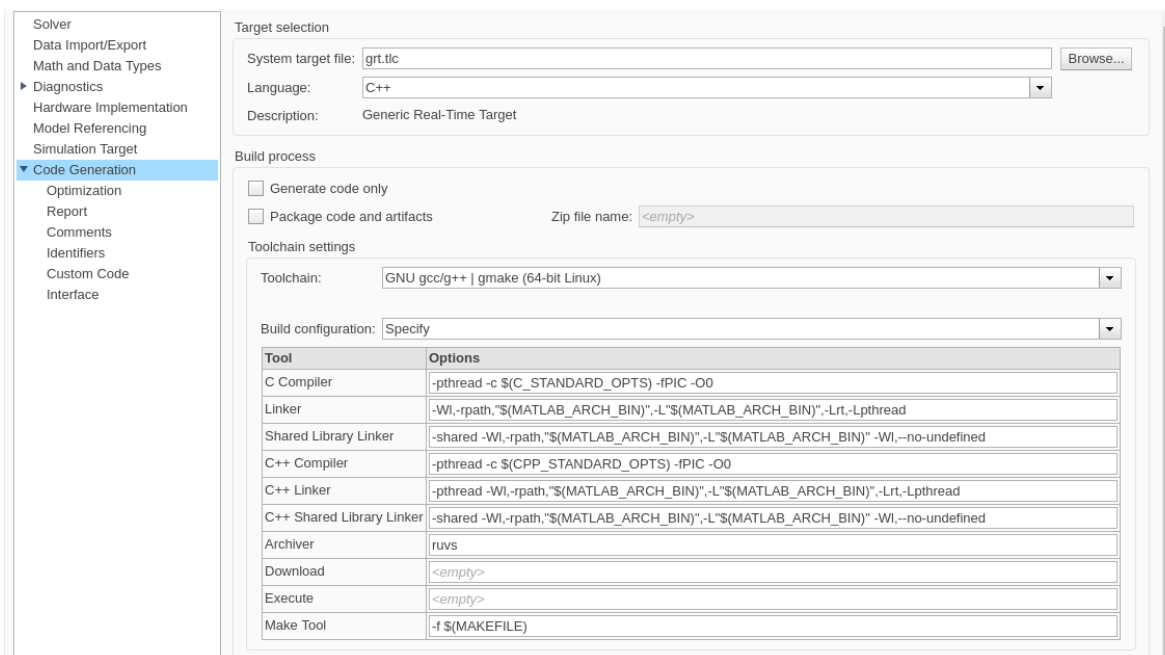 Solver
Data Import/Export
Math and Data Types
Diagnostics
Hardware Implementation
Model Referencing
Simulation Target
Code Generation
Optimization
Report
Comments
Identifiers
Custom Code
Interface
Target selection
System target file: grt.tlc Browse...
Language: C++
Description: Generic Real-Time Target
Build process
Generate code only
Package code and artifacts Zip file name: <empty>
Toolchain settings
Toolchain: GNU gcc/g++ | gmake (64-bit Linux)
Build configuration: Specify
Tool Options
C Compiler -pthread -c $(C_STANDARD_OPTS) -fPIC -O0
Linker -Wl,-rpath,"$(MATLAB_ARCH_BIN)",-L"$(MATLAB_ARCH_BIN)",-Lrt,-Lpthread
Shared Library Linker -shared -Wl,-rpath,"$(MATLAB_ARCH_BIN)",-L"$(MATLAB_ARCH_BIN)" -Wl,--no-undefined
C++ Compiler -pthread -c $(CPP_STANDARD_OPTS) -fPIC -O0
C++ Linker -pthread -Wl,-rpath,"$(MATLAB_ARCH_BIN)",-L"$(MATLAB_ARCH_BIN)",-Lrt,-Lpthread
C++ Shared Library Linker -shared -Wl,-rpath,"$(MATLAB_ARCH_BIN)",-L"$(MATLAB_ARCH_BIN)" -Wl,--no-undefined
Archiver ruvs
Download <empty>
Execute <empty>
Make Tool -f $(MAKEFILE)